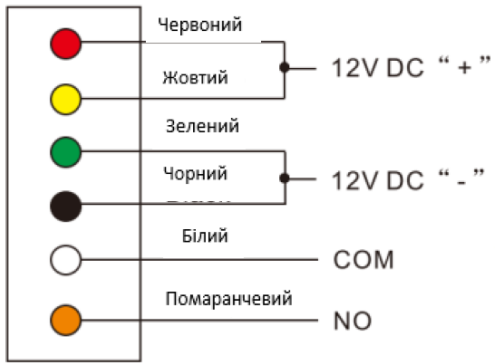 Червоний
12V DC “ + ”
Жовтий
Зелений
Чорний
12V DC “ - ”
Білий
COM
Помаранчевий
NO